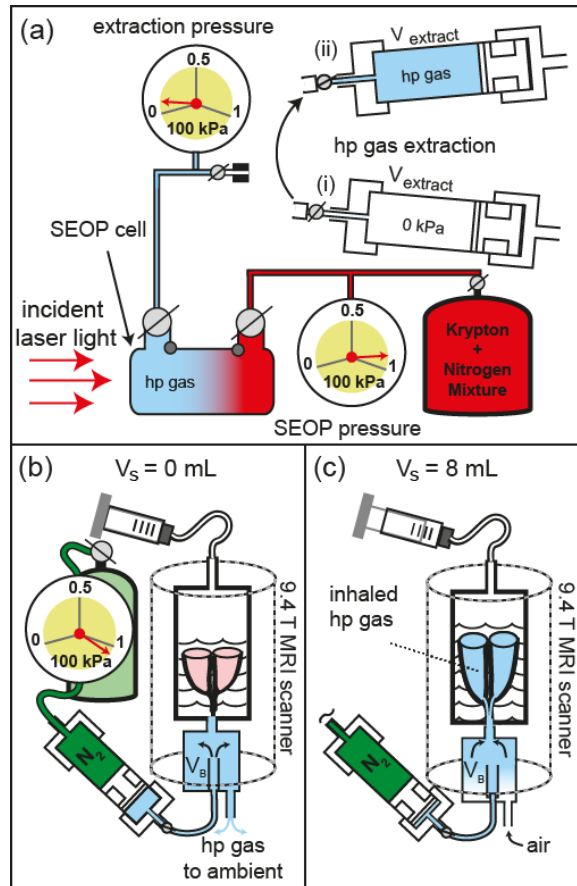 (a)
extraction pressure
0.5
0
1
100 kPa
(ii)
V extract
hp gas
hp gas extraction
(i)
V extract
0 kPa
SEOP cell
incident
laser light
hp gas
0.5
0
1
100 kPa
SEOP pressure
Krypton
+
Nitrogen
Mixture
(b)
Vs = 0 mL
0.5
0
1
100 kPa
N2
VB
9.4 T MRI scanner
hp gas
to ambient
(c)
Vs = 8 mL
inhaled
hp gas
N2
VB
9.4 T MRI scanner
air